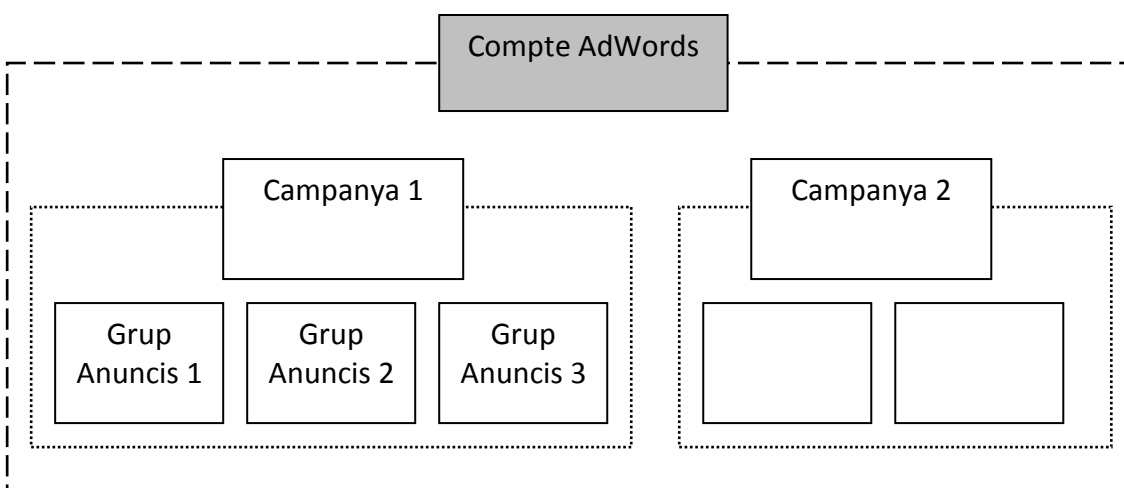 Compte AdWords
Campanya 1
Campanya 2
Grup
Anuncis 1
Grup
Anuncis 2
Grup
Anuncis 3